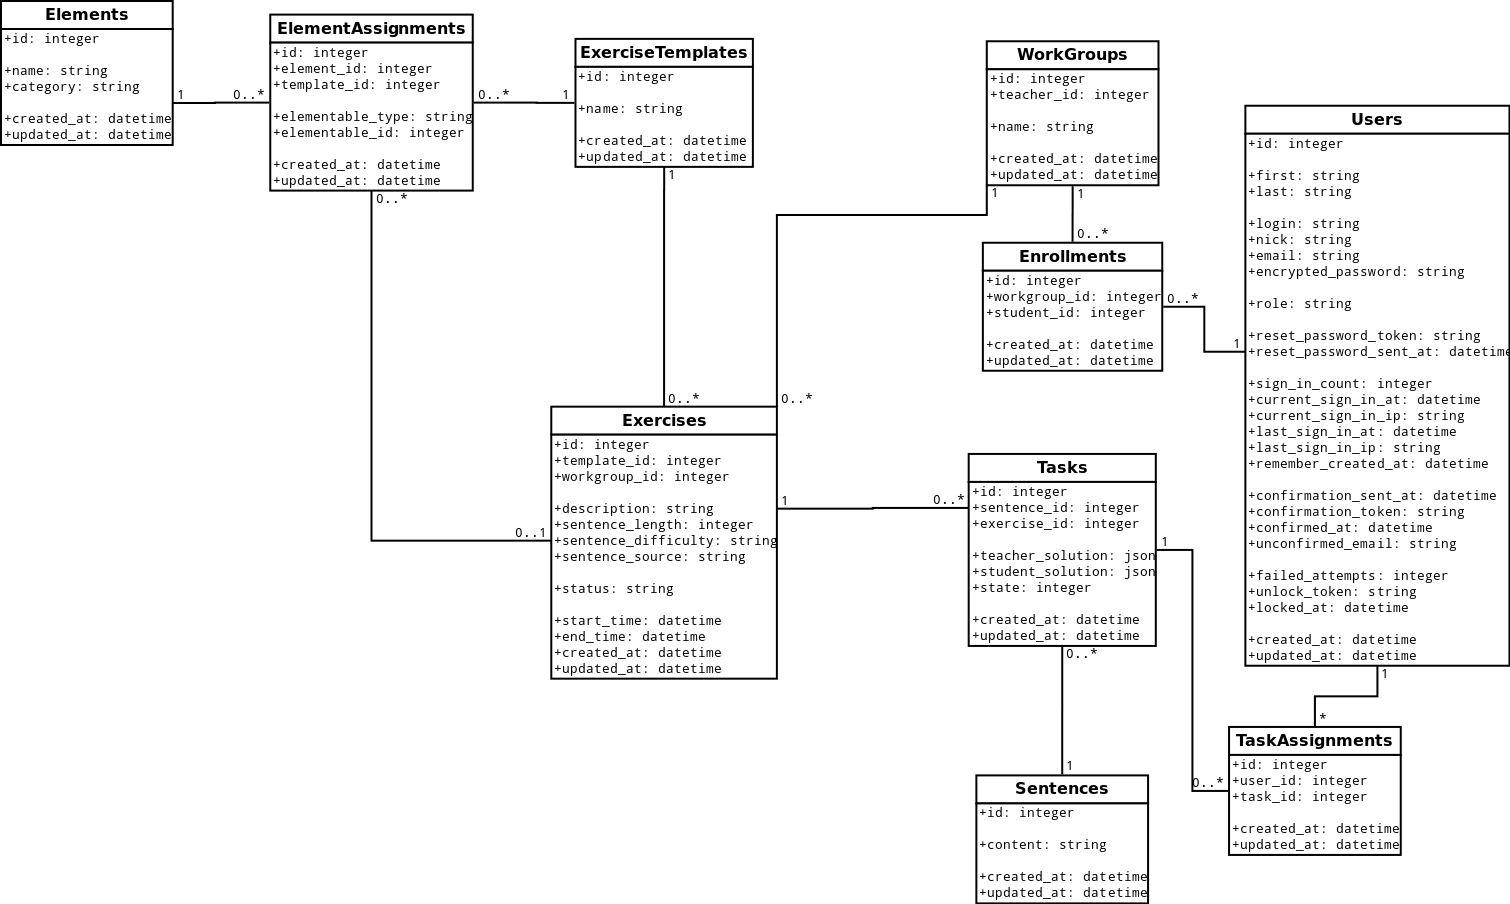 Elements
+id: integer
+name: string
+category: string
+created_at: datetime
+updated_at: datetime
1
0..*
ElementAssignments
+id: integer
+element_id: integer
+template_id: integer
+elementable_type: string
+elementable_id: integer
+created_at: datetime
+updated_at: datetime
0..*
1
0..*
0..1
ExerciseTemplates
+id: integer
+name: string
+created_at: datetime
+updated_at: datetime
1
0..*
WorkGroups
+id: integer
+teacher_id: integer
+name: string
+created_at: datetime
+updated_at: datetime
1
1
0..*
0..*
Enrollments
+id: integer
+workgroup_id: integer
+student_id: integer
+created_at: datetime
+updated_at: datetime
0..*
1
Users
+id: integer
+first: string
+last: string
+login: string
+nick: string
+email: string
+encrypted_password: string
+role: string
+reset_password_token: string
+reset_password_sent_at: datetime
+sign_in_count: integer
+current_sign_in_at: datetime
+current_sign_in_ip: string
+last_sign_in_at: datetime
+last_sign_in_ip: string
+remember_created_at: datetime
+confirmation_sent_at: datetime
+confirmation_token: string
+confirmed_at: datetime
+unconfirmed_email: string
+failed_attempts: integer
+unlock_token: string
+locked_at: datetime
+created_at: datetime
+updated_at: datetime
1
*
Exercises
+id: integer
+template_id: integer
+workgroup_id: integer
+description: string
+sentence_length: integer
+sentence_difficulty: string
+sentence_source: string
+status: string
+start_time: datetime
+end_time: datetime
+created_at: datetime
+updated_at: datetime
1
0..*
Tasks
+id: integer
+sentence_id: integer
+exercise_id: integer
+teacher_solution: json
+student_solution: json
+state: integer
+created_at: datetime
+updated_at: datetime
1
0..*
0..*
1
Sentences
+id: integer
+content: string
+created_at: datetime
+updated_at: datetime
TaskAssignments
+id: integer
+user_id: integer
+task_id: integer
+created_at: datetime
+updated_at: datetime